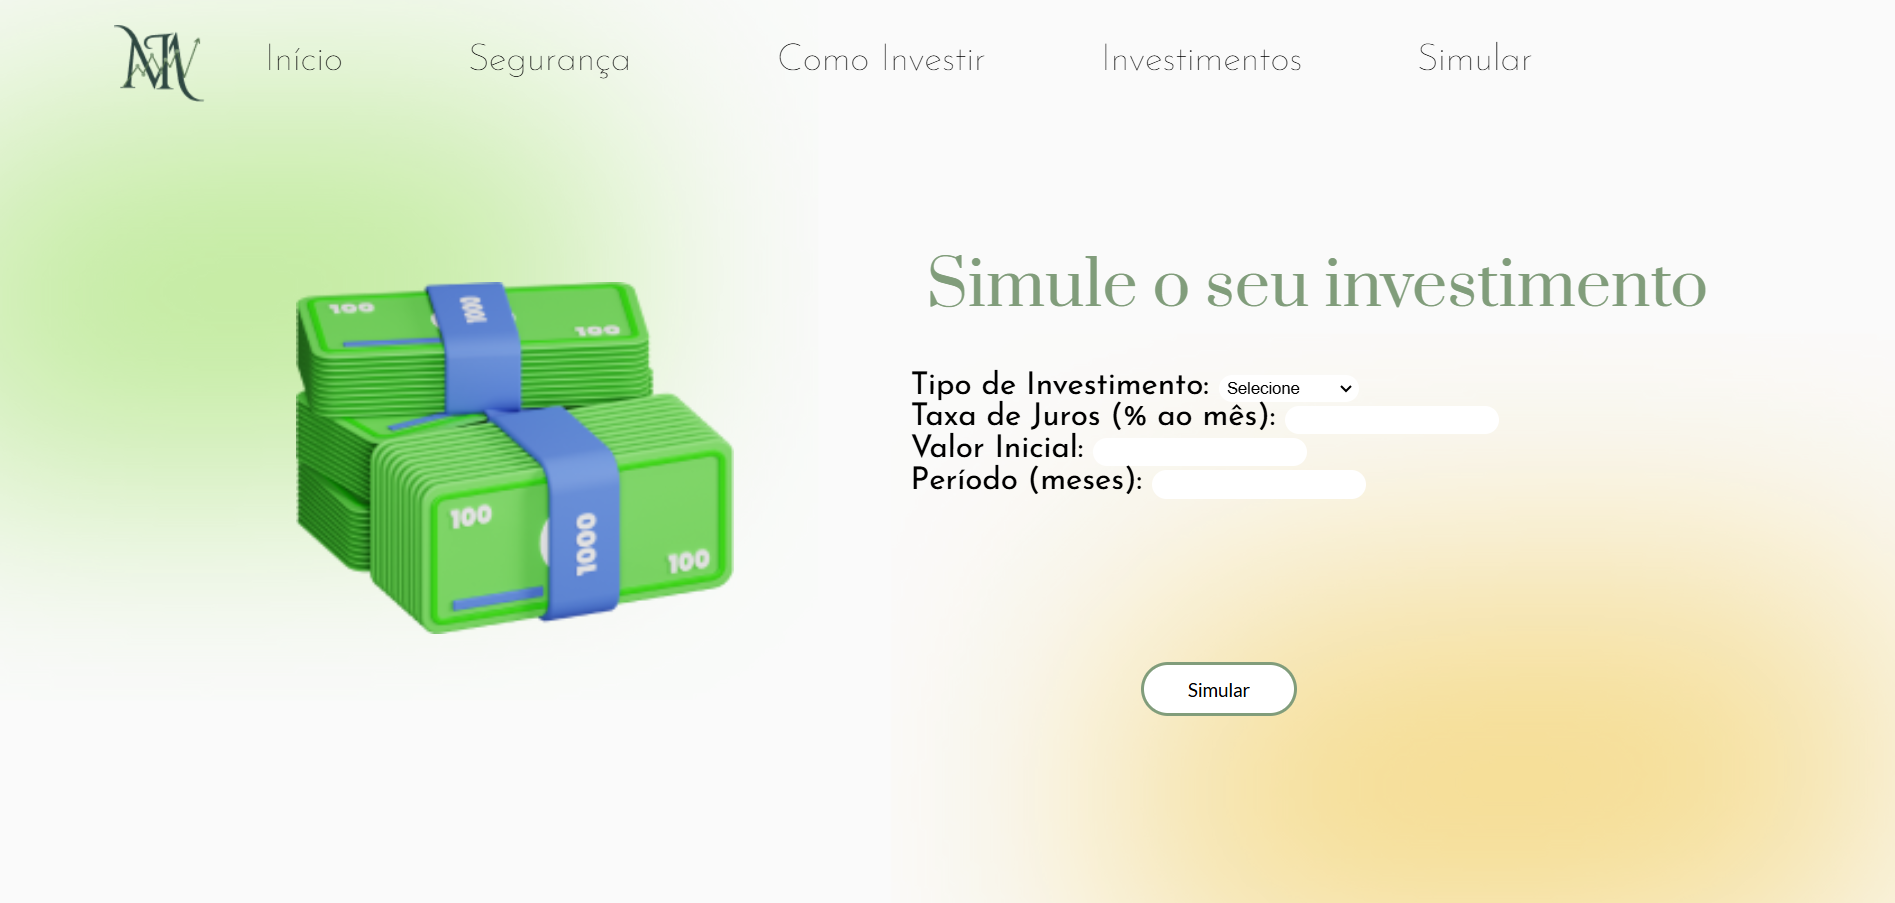 Início Segurança Como Investir Investimentos Simular
Simule o seu investimento
Tipo de Investimento: Selecione
Taxa de Juros (% ao mês):
Valor Inicial:
Período (meses):
Simular
100 1000 100
100 1000 100